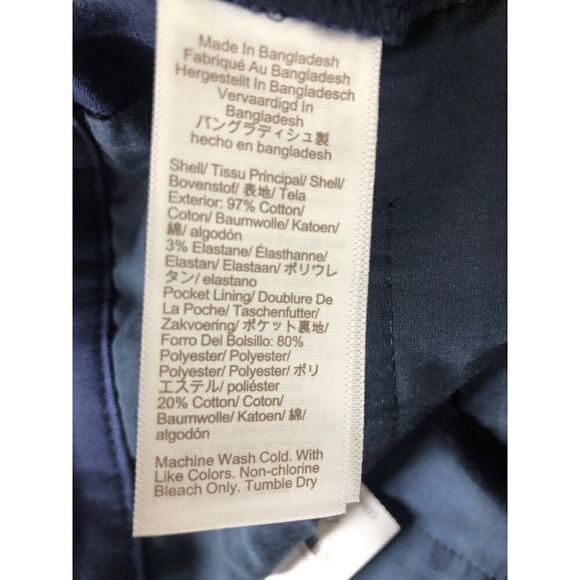 Made In Bangladesh
Fabriqué Au Bangladesh
Hergestellt In Bangladesch
Vervaardigd In
Bangladesh
バングラディシュ製
hecho en bangladesh
Shell/ Tissu Principal/ Shell/
Bovenstof/ 表地/ Tela
Exterior: 97% Cotton/
Coton/ Baumwolle/ Katoen/
綿/ algodón
3% Elastane/ Élasthanne/
Elastan/ Elastaan/ ポリウレ
タン/ elastano
Pocket Lining/ Doublure De
La Poche/ Taschenfutter/
Zakvoering/ ポケット裏地/
Forro Del Bolsillo: 80%
Polyester/ Polyester/
Polyester/ Polyester/ ポリ
エステル/ poliéster
20% Cotton/ Coton/
Baumwolle/ Katoen/ 綿/
algodón
Machine Wash Cold. With
Like Colors. Non-chlorine
Bleach Only. Tumble Dry